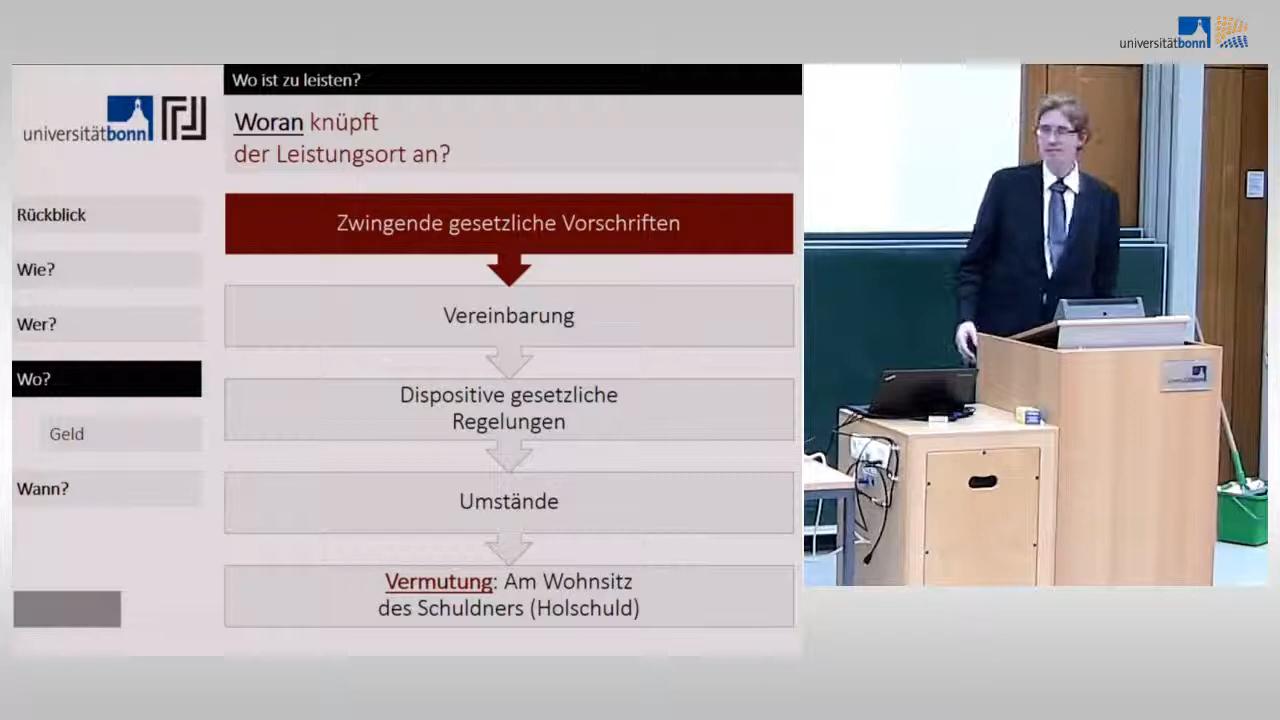 universitätbonn
Wo ist zu leisten?
universitätbonn
Woran knüpft
der Leistungsort an?
Rückblick
Wie?
Wer?
Wo?
Geld
Wann?
Zwingende gesetzliche Vorschriften
Vereinbarung
Dispositive gesetzliche
Regelungen
Umstände
Vermutung: Am Wohnsitz
des Schuldners (Holschuld)